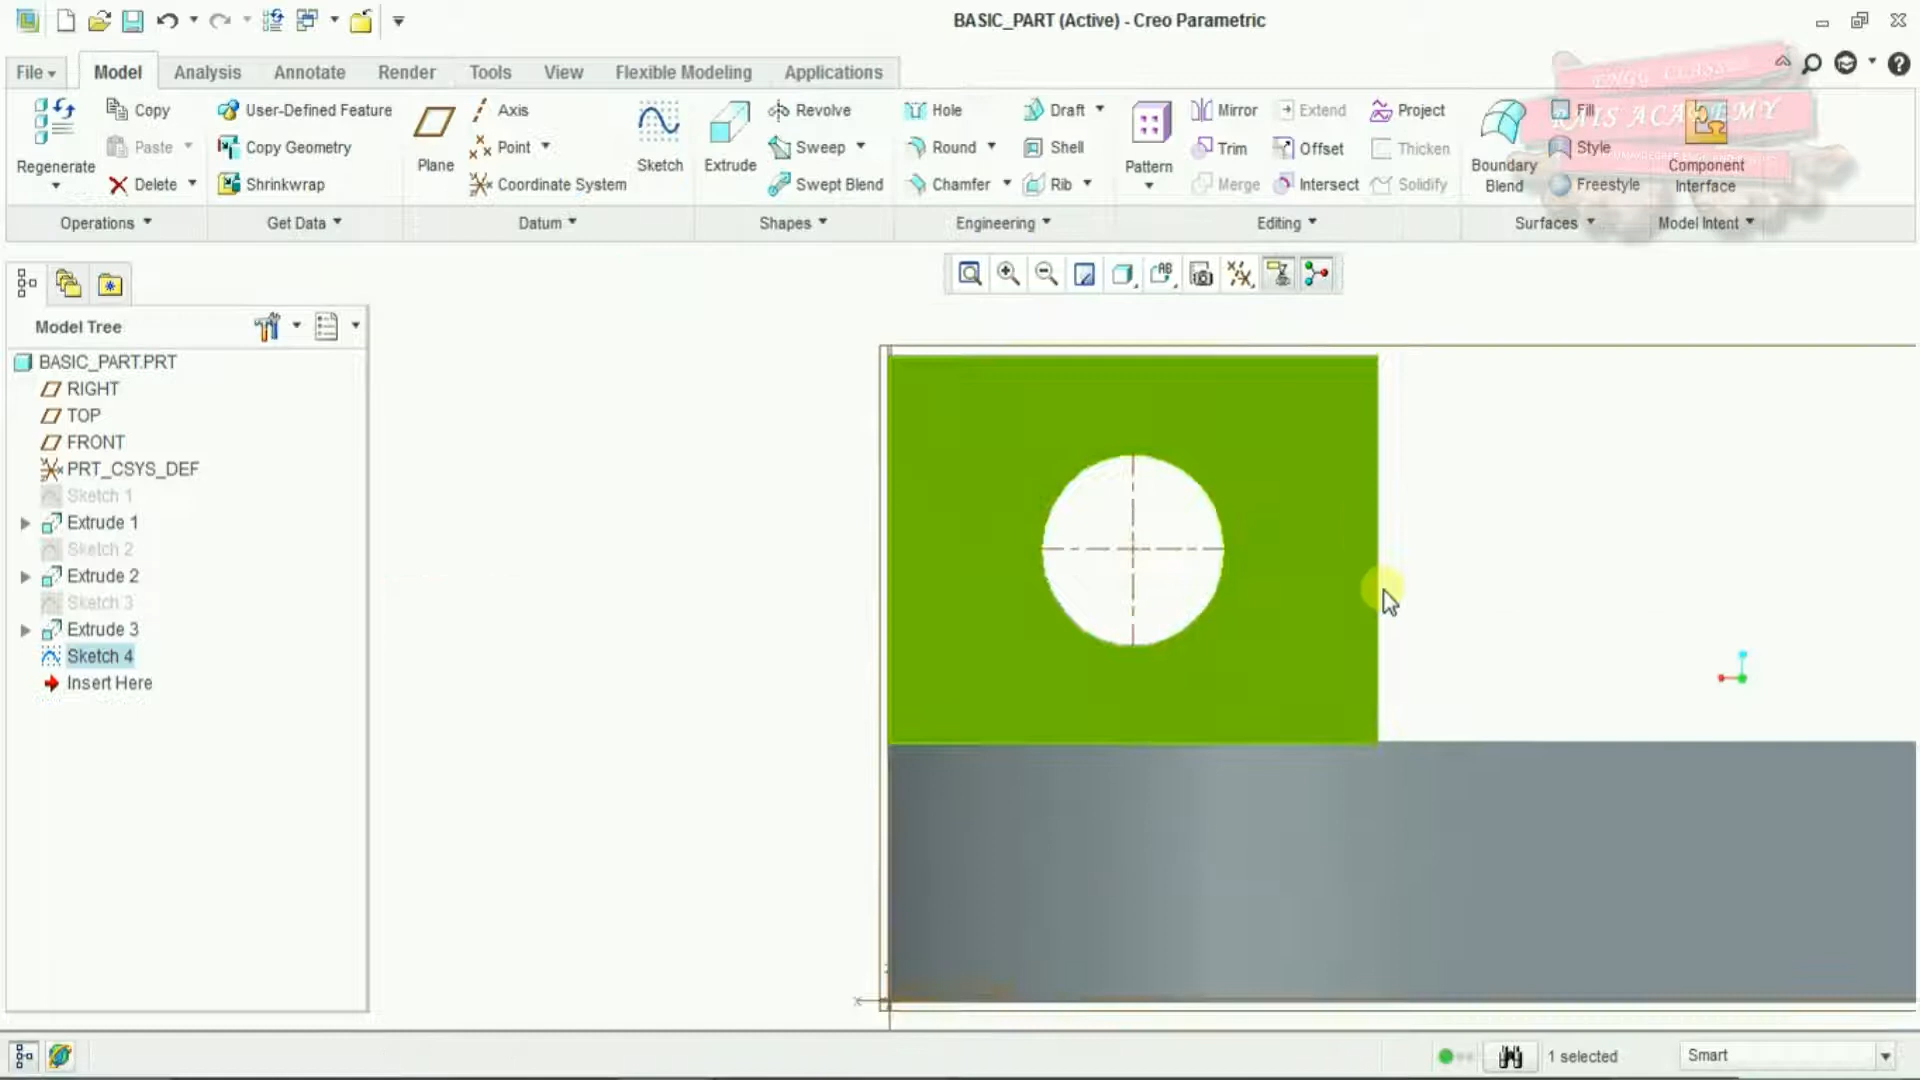 BASIC_PART (Active) - Creo Parametric
File
Model
Analysis
Annotate
Render
Tools
View
Flexible Modeling
Applications
Regenerate
Copy
Paste
Delete
Operations
User-Defined Feature
Copy Geometry
Shrinkwrap
Get Data
Plane
Axis
Point
Coordinate System
Datum
Sketch
Extrude
Revolve
Sweep
Swept Blend
Shapes
Hole
Round
Chamfer
Draft
Shell
Rib
Engineering
Pattern
Mirror
Trim
Merge
Extend
Offset
Intersect
Project
Thicken
Solidify
Editing
Boundary
Blend
Fill
Style
Freestyle
Surfaces
Component
Interface
Model Intent
ENGG CLASS
RAIS ACADEMY
Model Tree
BASIC_PART.PRT
RIGHT
TOP
FRONT
PRT_CSYS_DEF
Sketch 1
Extrude 1
Sketch 2
Extrude 2
Sketch 3
Extrude 3
Sketch 4
Insert Here
X
1 selected
Smart